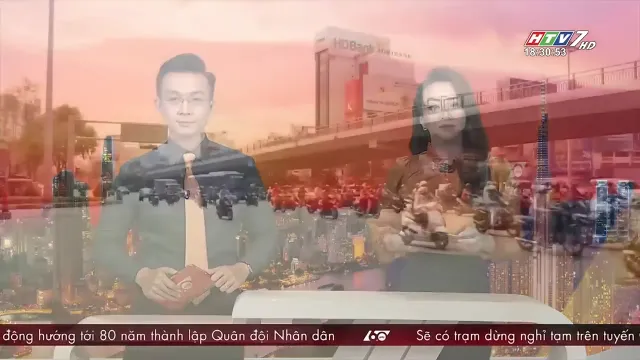 HTV7 HD
18:30:53
HDBank
động hướng tới 80 năm thành lập Quân đội Nhân dân
60
Sẽ có trạm dừng nghỉ tạm trên tuyến